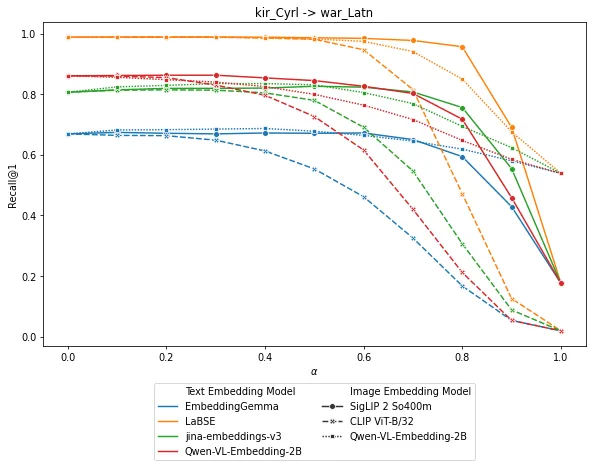 kir_Cyrl -> war_Latn
Recall@1
1.0
0.8
0.6
0.4
0.2
0.0
0.0 0.2 0.4 0.6 0.8 1.0
α
Text Embedding Model Image Embedding Model
EmbeddingGemma SigLIP 2 So400m
LaBSE CLIP ViT-B/32
jina-embeddings-v3 Qwen-VL-Embedding-2B
Qwen-VL-Embedding-2B